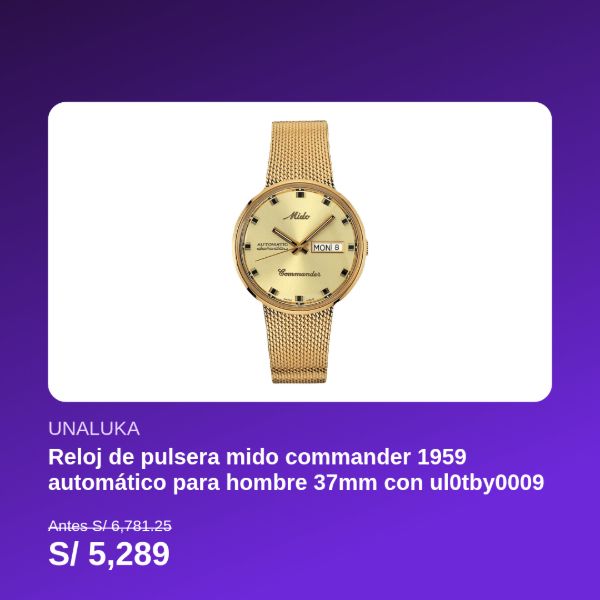 Mido
AUTOMATIC
MON 8
Commander
UNALUKA
Reloj de pulsera mido commander 1959
automático para hombre 37mm con ul0tby0009
Antes S/ 6,781.25
S/ 5,289